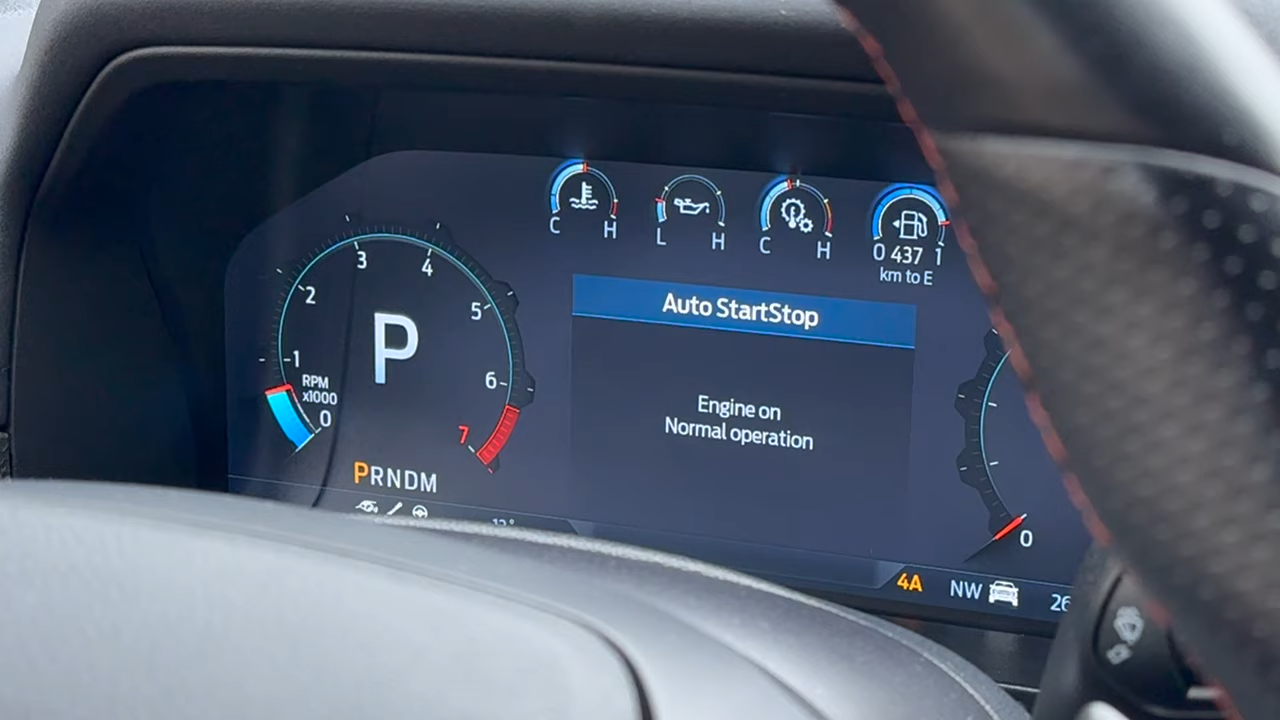 C H
L H
C H
0 437 1
km to E
Auto StartStop
Engine on
Normal operation
0
1
2
3
4
5
6
7
RPM
x1000
P
PRNDM
0
4A NW